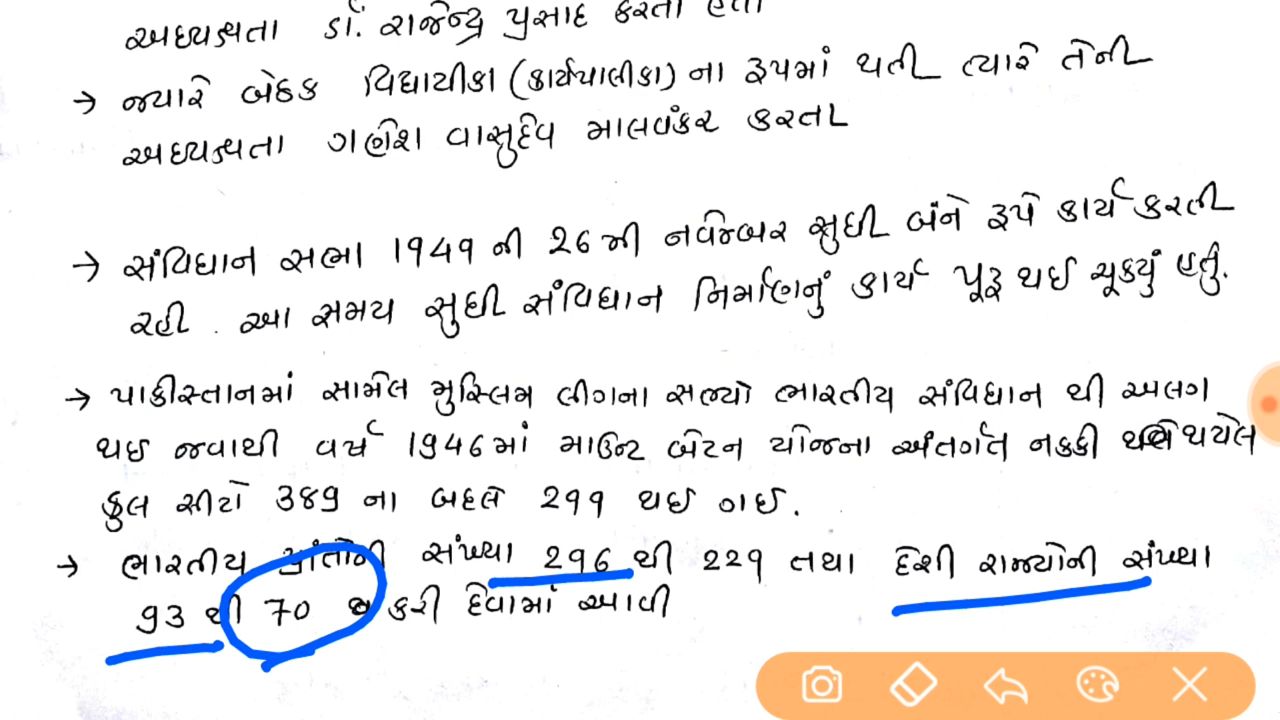 અધ્યક્ષતા ડૉ. રાજેન્દ્ર પ્રસાદ કરતા હતા
→ જ્યારે બેઠક વિધાયીકા (કાર્યપાલીકા) ના રૂપમાં થતી ત્યારે તેની
અધ્યક્ષતા ગણેશ વાસુદેવ માલવંકર કરતા
→ સંવિધાન સભા 1949 ની 26 મી નવેમ્બર સુધી બંને રૂપે કાર્ય કરતી
રહી . આ સમય સુધી સંવિધાન નિર્માણનું કાર્ય પૂરૂ થઈ ચૂક્યું હતું.
→ પાકીસ્તાનમાં સામેલ મુસ્લિમ લીગના સભ્યો ભારતીય સંવિધાન થી અલગ
થઇ જવાથી વર્ષ 1946માં માઉન્ટ બેટન યોજના અંતર્ગત નક્કી થયેલ
કુલ સીટો 389 ના બદલે 299 થઈ ગઈ.
→ ભારતીય પ્રાંતોની સંખ્યા 296 થી 229 તથા દેશી રાજ્યોની સંખ્યા
93 થી 70 કરી દેવામાં આવી